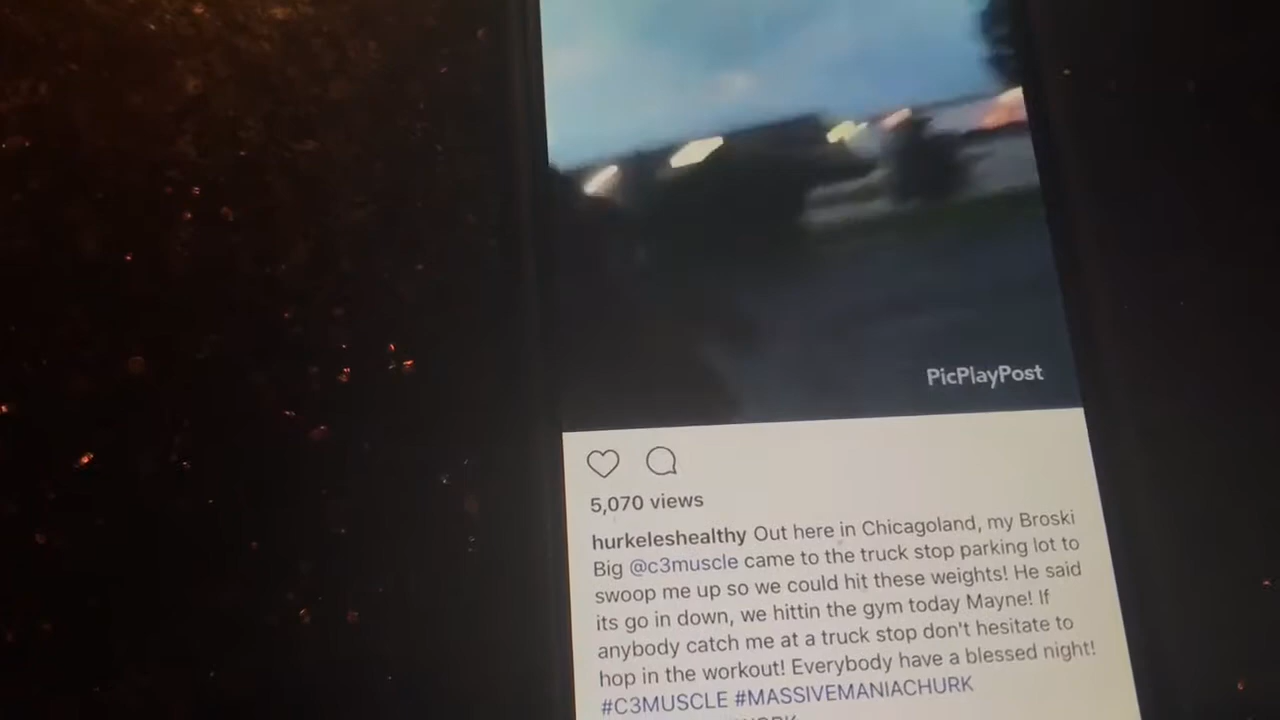 PicPlayPost
5,070 views
hurkeleshealthy Out here in Chicagoland, my Broski
Big @c3muscle came to the truck stop parking lot to
swoop me up so we could hit these weights! He said
its go in down, we hittin the gym today Mayne! If
anybody catch me at a truck stop don't hesitate to
hop in the workout! Everybody have a blessed night!
#C3MUSCLE #MASSIVEMANIACHURK